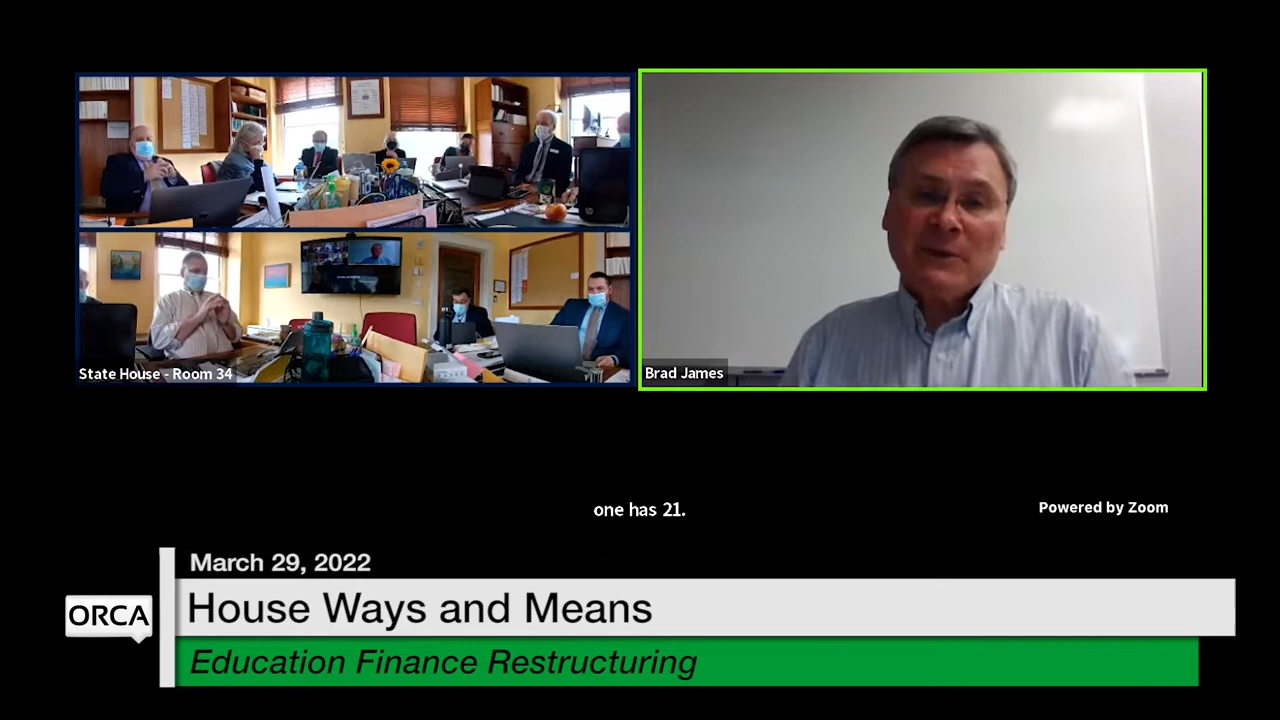 State House - Room 34
Brad James
one has 21.
Powered by Zoom
March 29, 2022
ORCA
House Ways and Means
Education Finance Restructuring